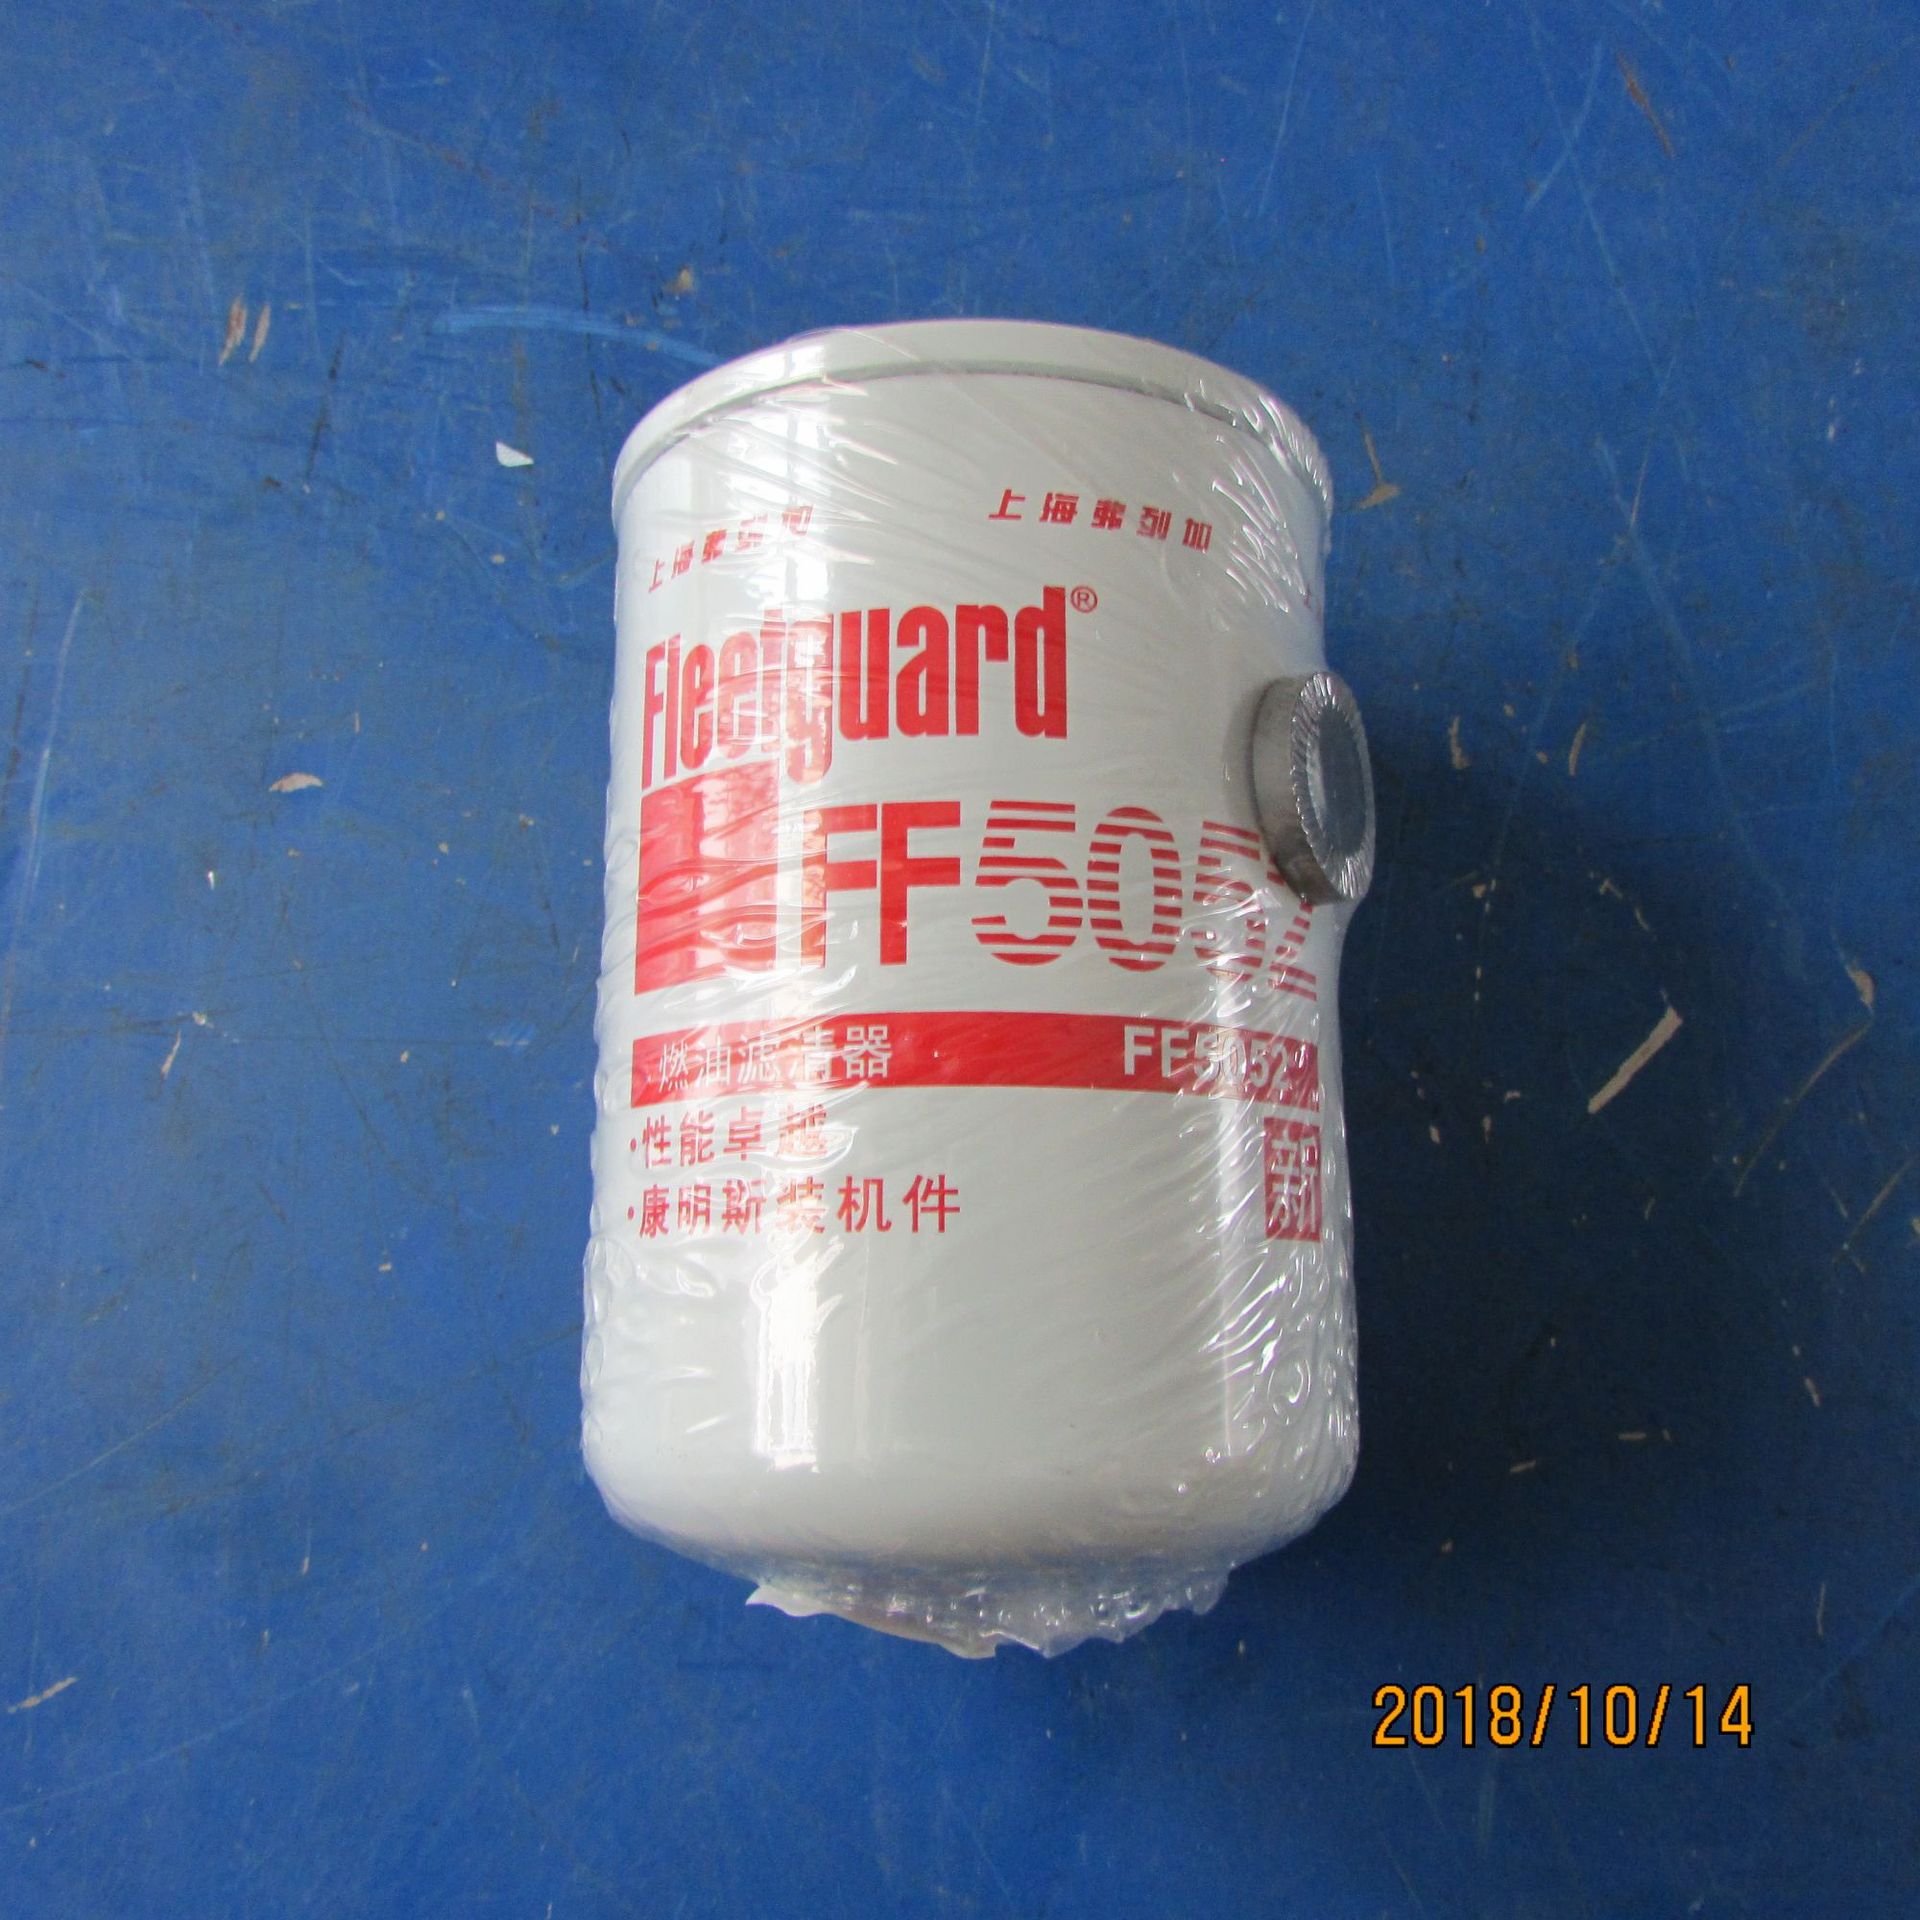 上海弗列加 上海弗列加
Fleetguard®
FF5052
燃油滤清器 FF5052
·性能卓越
·康明斯装机件
新
2018/10/14